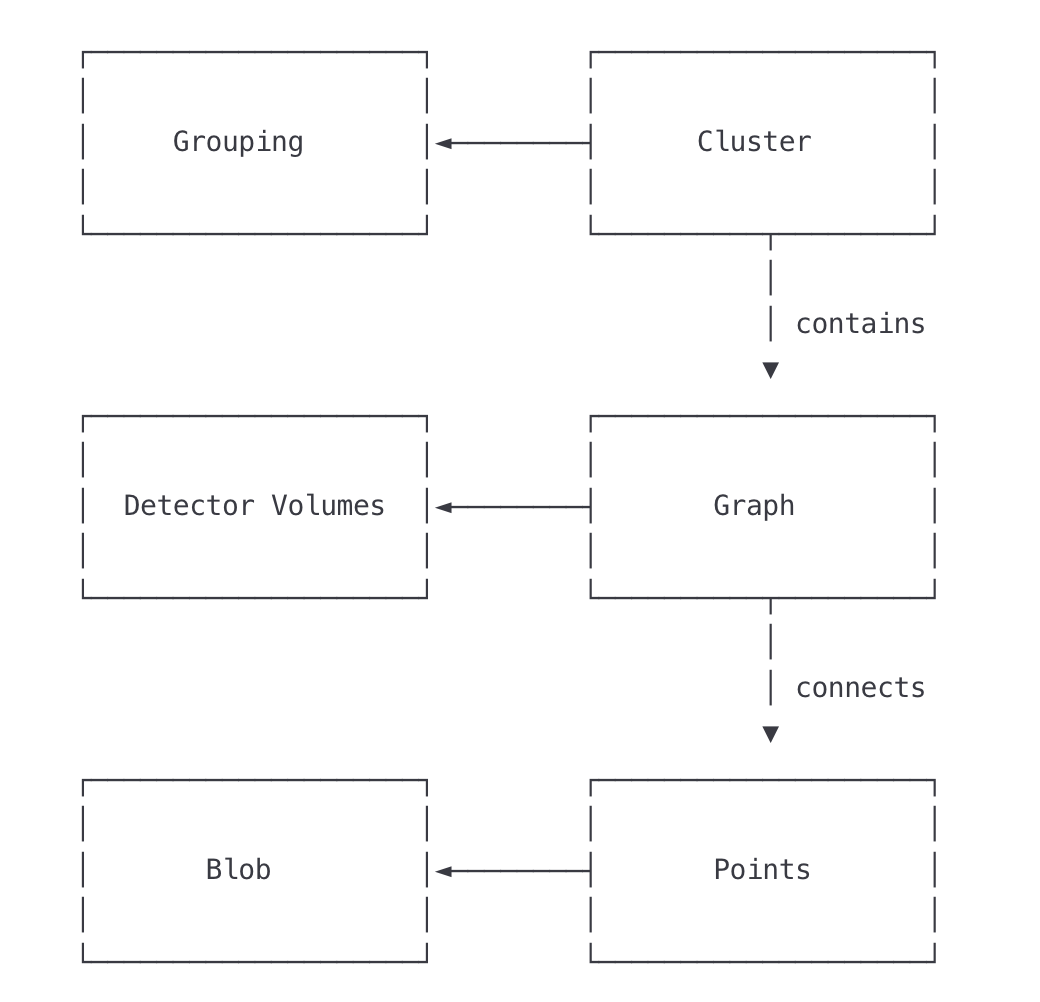 Grouping
Cluster
contains
Detector Volumes
Graph
connects
Blob
Points